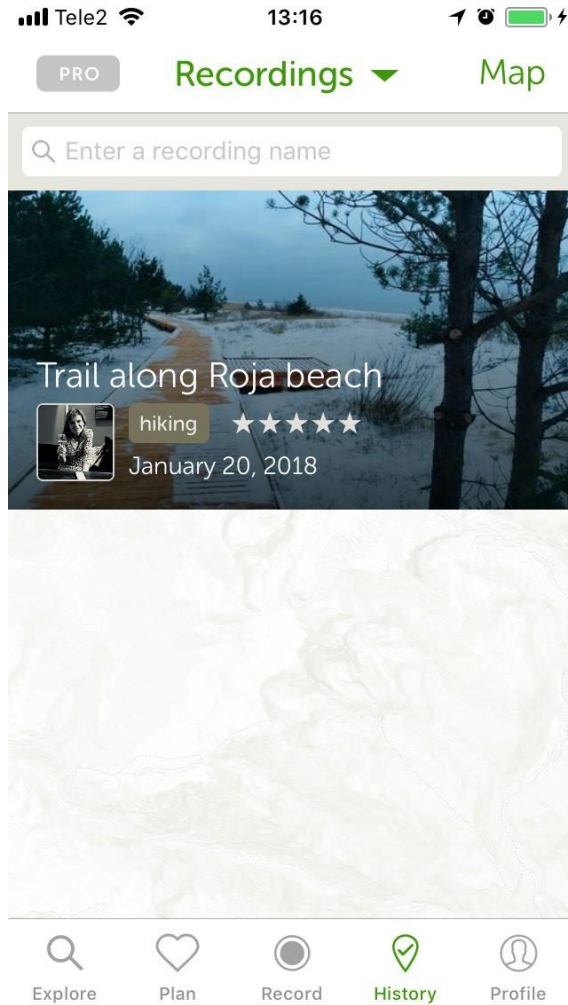 Tele2 13:16
PRO Recordings Map
Enter a recording name
Trail along Roja beach
hiking
January 20, 2018
Explore Plan Record History Profile